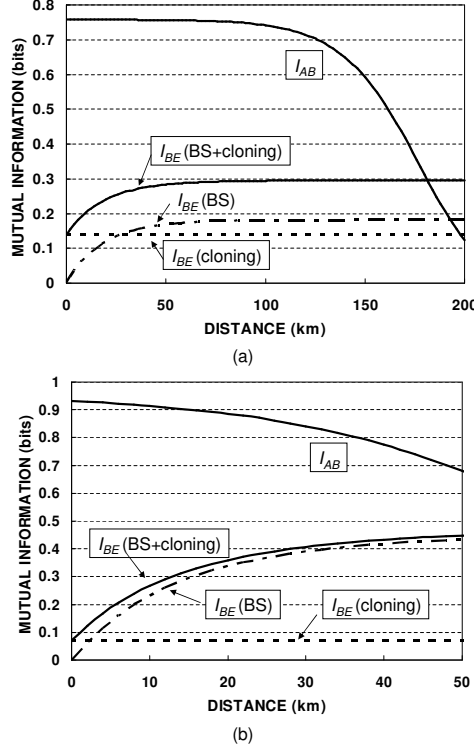 0.8
0.7
0.6
0.5
0.4
0.3
0.2
0.1
0
MUTUAL INFORMATION (bits)
I_AB
I_BE (BS+cloning)
I_BE (BS)
I_BE (cloning)
0 50 100 150 200
DISTANCE (km)
(a)
1
0.9
0.8
0.7
0.6
0.5
0.4
0.3
0.2
0.1
0
MUTUAL INFORMATION (bits)
I_AB
I_BE (BS+cloning)
I_BE (BS)
I_BE (cloning)
0 10 20 30 40 50
DISTANCE (km)
(b)